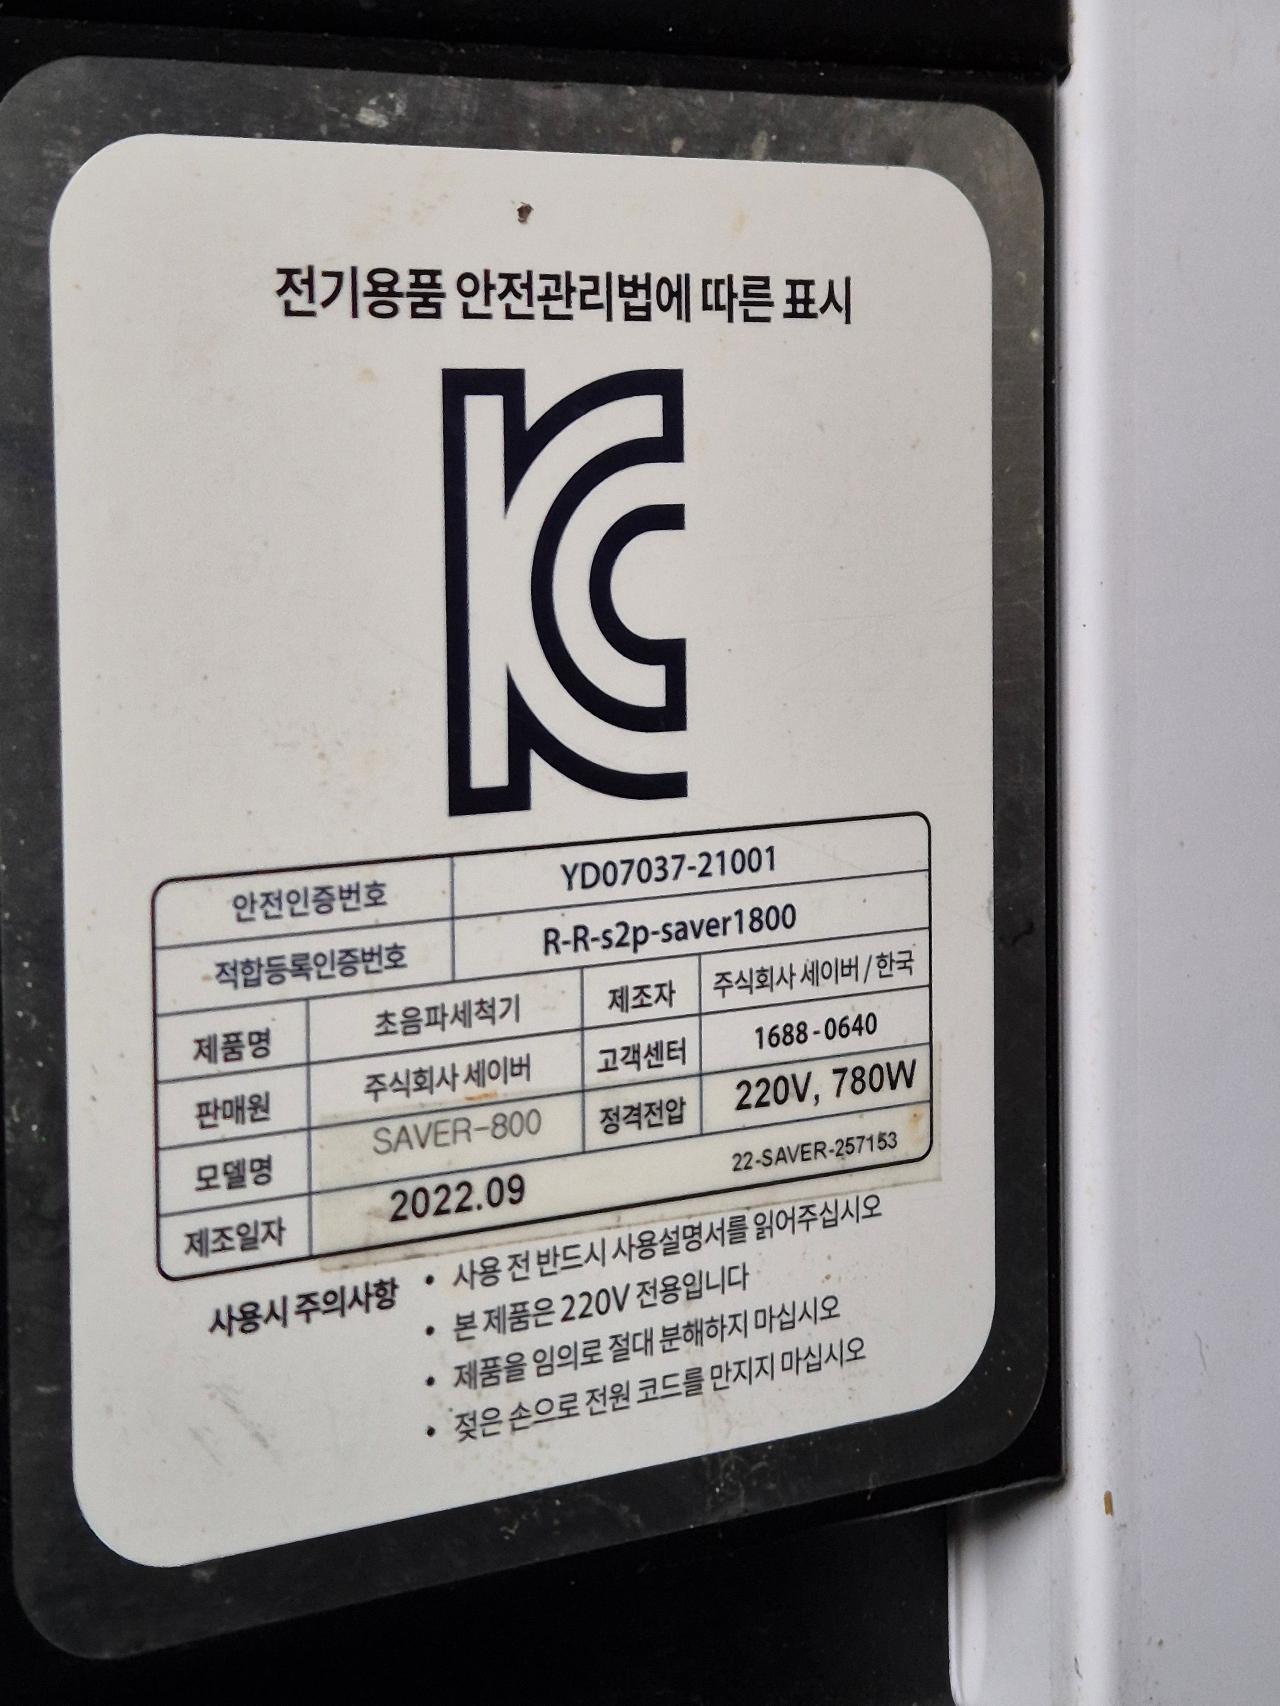 전기용품 안전관리법에 따른 표시
KC
안전인증번호 YD07037-21001
적합등록인증번호 R-R-s2p-saver1800
제품명 초음파세척기 제조자 주식회사 세이버 / 한국
판매원 주식회사 세이버 고객센터 1688-0640
모델명 SAVER-800 정격전압 220V, 780W
제조일자 2022.09 22-SAVER-257153
사용시 주의사항 • 사용 전 반드시 사용설명서를 읽어주십시오
• 본 제품은 220V 전용입니다
• 제품을 임의로 절대 분해하지 마십시오
• 젖은 손으로 전원 코드를 만지지 마십시오